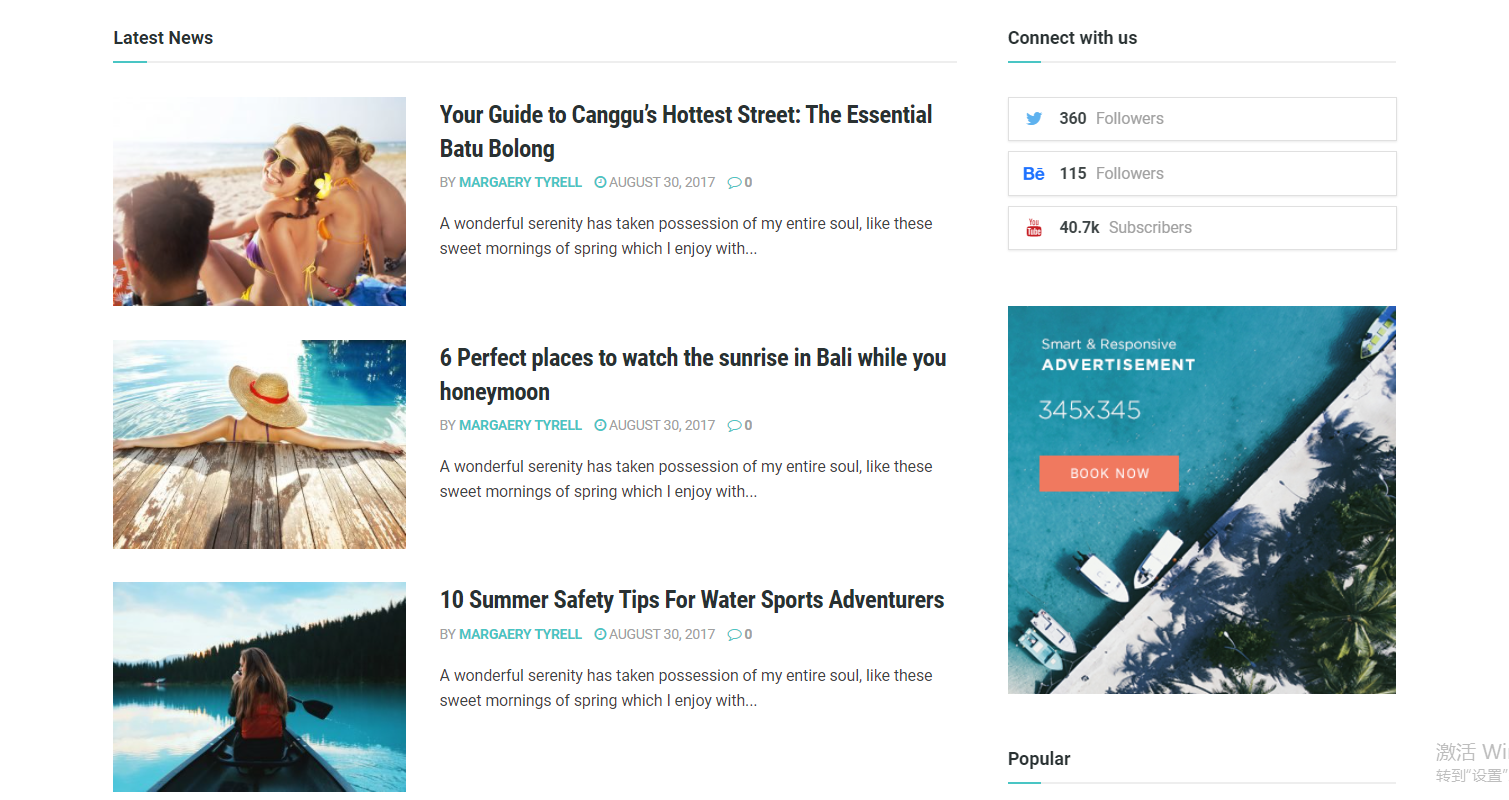 Latest News
Your Guide to Canggu’s Hottest Street: The Essential
Batu Bolong
BY MARGAERY TYRELL AUGUST 30, 2017 0
A wonderful serenity has taken possession of my entire soul, like these
sweet mornings of spring which I enjoy with...
6 Perfect places to watch the sunrise in Bali while you
honeymoon
BY MARGAERY TYRELL AUGUST 30, 2017 0
A wonderful serenity has taken possession of my entire soul, like these
sweet mornings of spring which I enjoy with...
10 Summer Safety Tips For Water Sports Adventurers
BY MARGAERY TYRELL AUGUST 30, 2017 0
A wonderful serenity has taken possession of my entire soul, like these
sweet mornings of spring which I enjoy with...
Connect with us
360 Followers
Bē 115 Followers
You
Tube
40.7k Subscribers
Smart & Responsive
ADVERTISEMENT
345x345
BOOK NOW
Popular
激活 Wi
转到“设置”